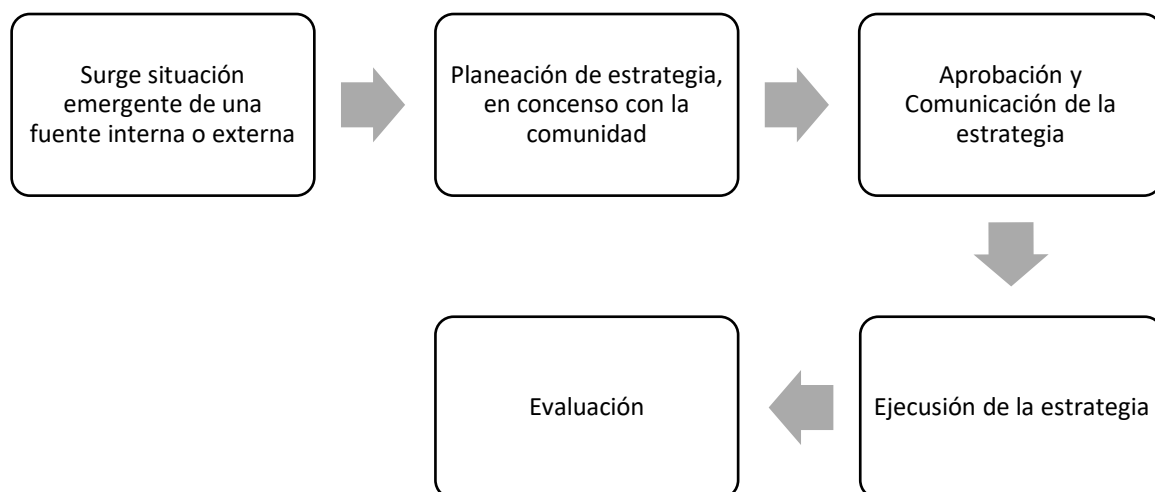 Surge situación
emergente de una
fuente interna o externa
Planeación de estrategia,
en concenso con la
comunidad
Aprobación y
Comunicación de la
estrategia
Ejecusión de la estrategia
Evaluación